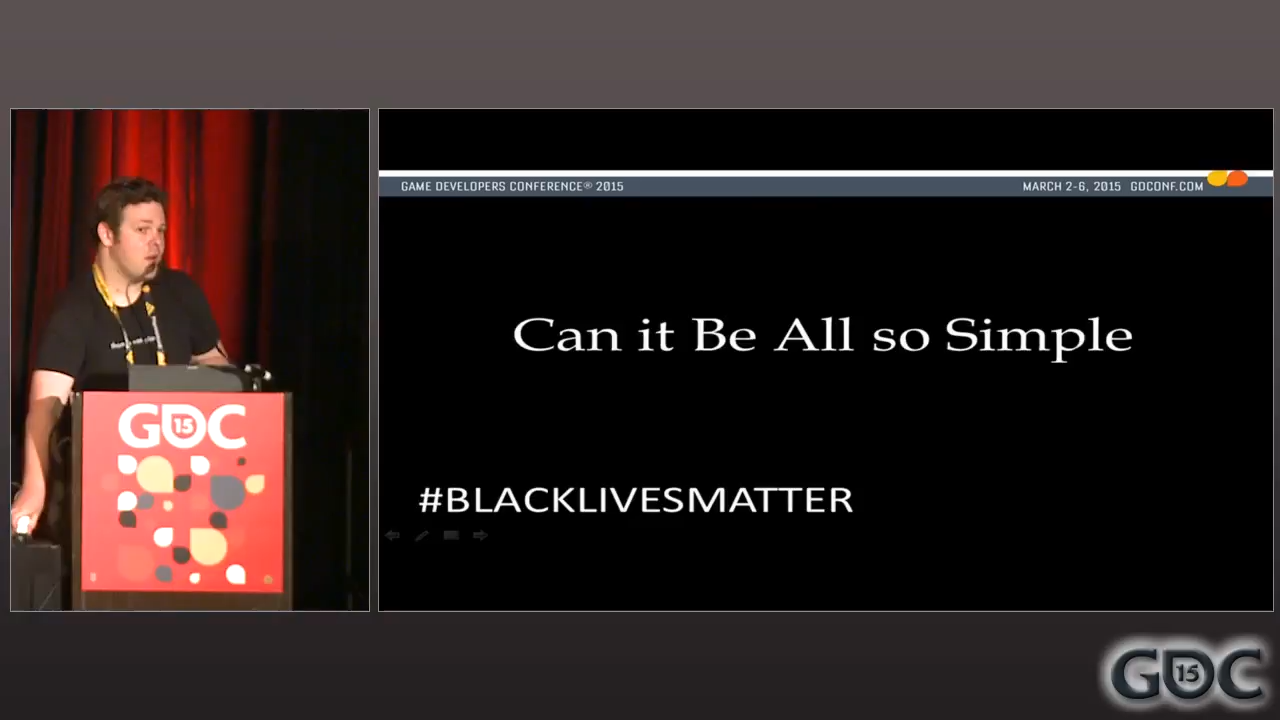 GAME DEVELOPERS CONFERENCE® 2015
MARCH 2-6, 2015 GDCONF.COM
Can it Be All so Simple
#BLACKLIVESMATTER
GDC 15
GDC 15